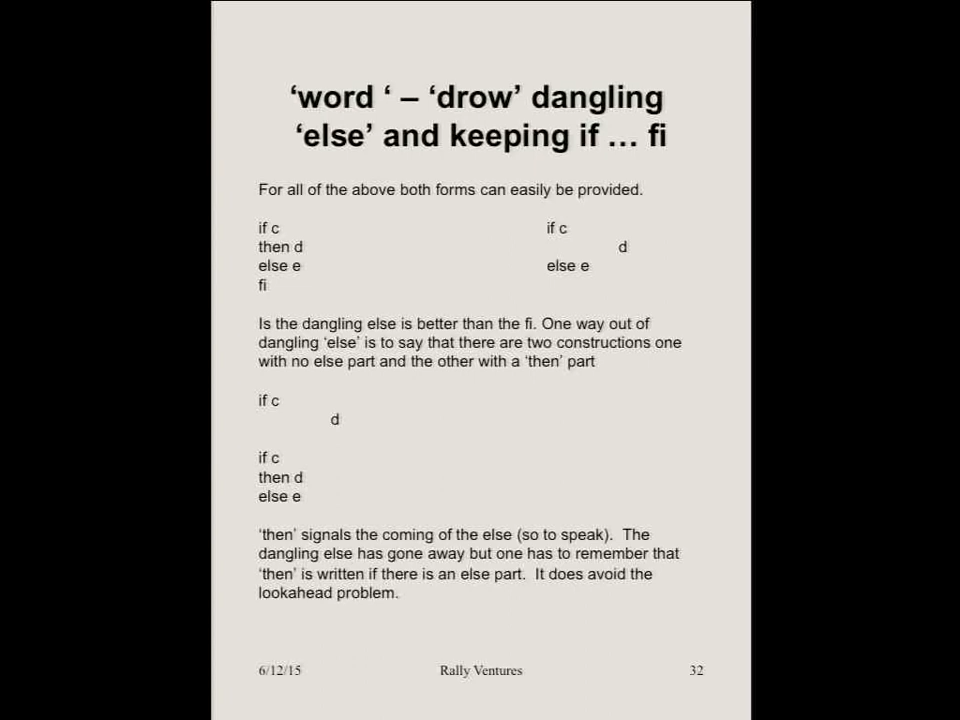 ‘word ‘ – ‘drow’ dangling
‘else’ and keeping if … fi
For all of the above both forms can easily be provided.
if c
then d
else e
fi
if c
d
else e
Is the dangling else is better than the fi. One way out of
dangling ‘else’ is to say that there are two constructions one
with no else part and the other with a ‘then’ part
if c
d
if c
then d
else e
‘then’ signals the coming of the else (so to speak).  The
dangling else has gone away but one has to remember that
‘then’ is written if there is an else part.  It does avoid the
lookahead problem.
6/12/15 Rally Ventures 32